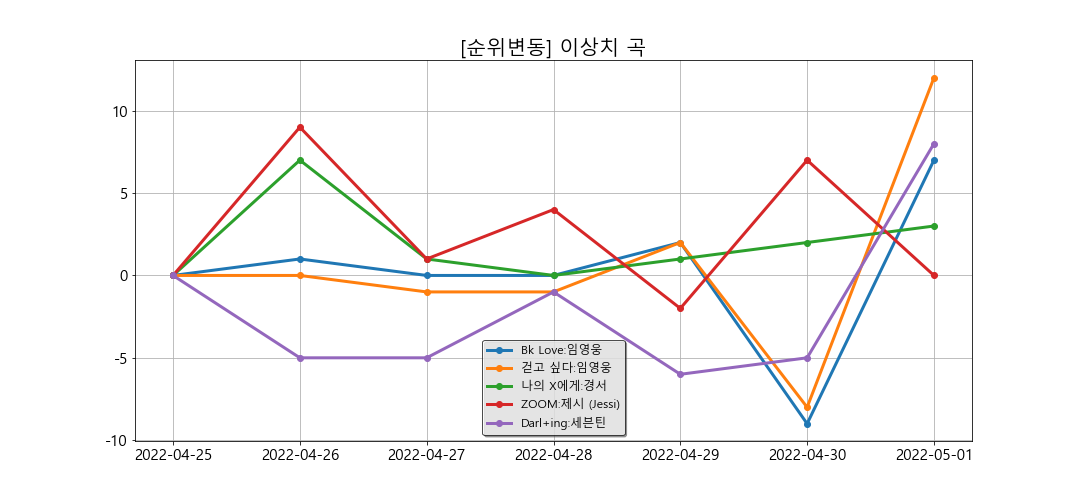 [순위변동] 이상치 곡
10
5
0
-5
-10
Bk Love:임영웅
걷고 싶다:임영웅
나의 X에게:경서
ZOOM:제시 (Jessi)
Darl+ing:세븐틴
2022-04-25 2022-04-26 2022-04-27 2022-04-28 2022-04-29 2022-04-30 2022-05-01